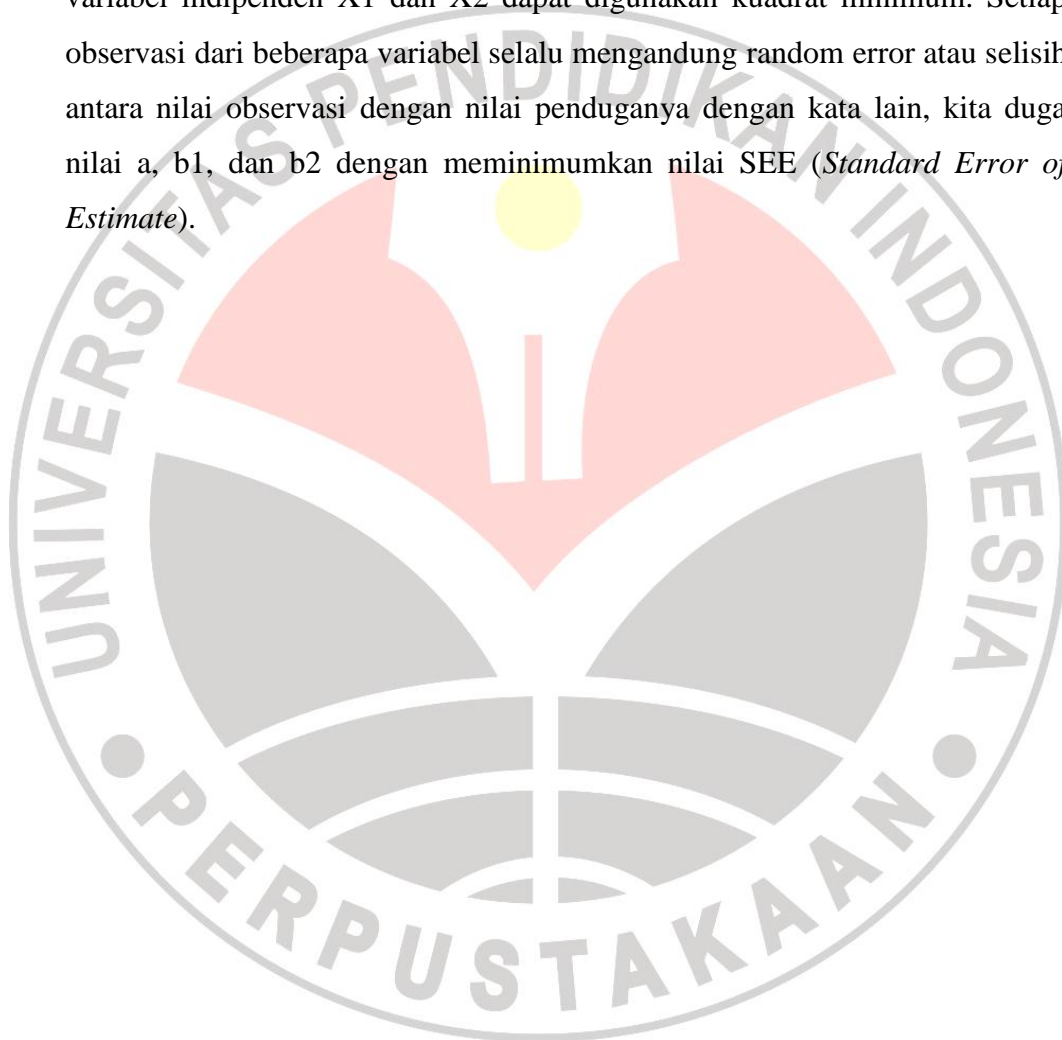 variabel indipenden X1 dan X2 dapat digunakan kuadrat minimum. Setiap
observasi dari beberapa variabel selalu mengandung random error atau selisih
antara nilai observasi dengan nilai penduganya dengan kata lain, kita duga
nilai a, b1, dan b2 dengan meminimumkan nilai SEE (Standard Error of
Estimate).
UNIVERSITAS PENDIDIKAN INDONESIA
PERPUSTAKAAN